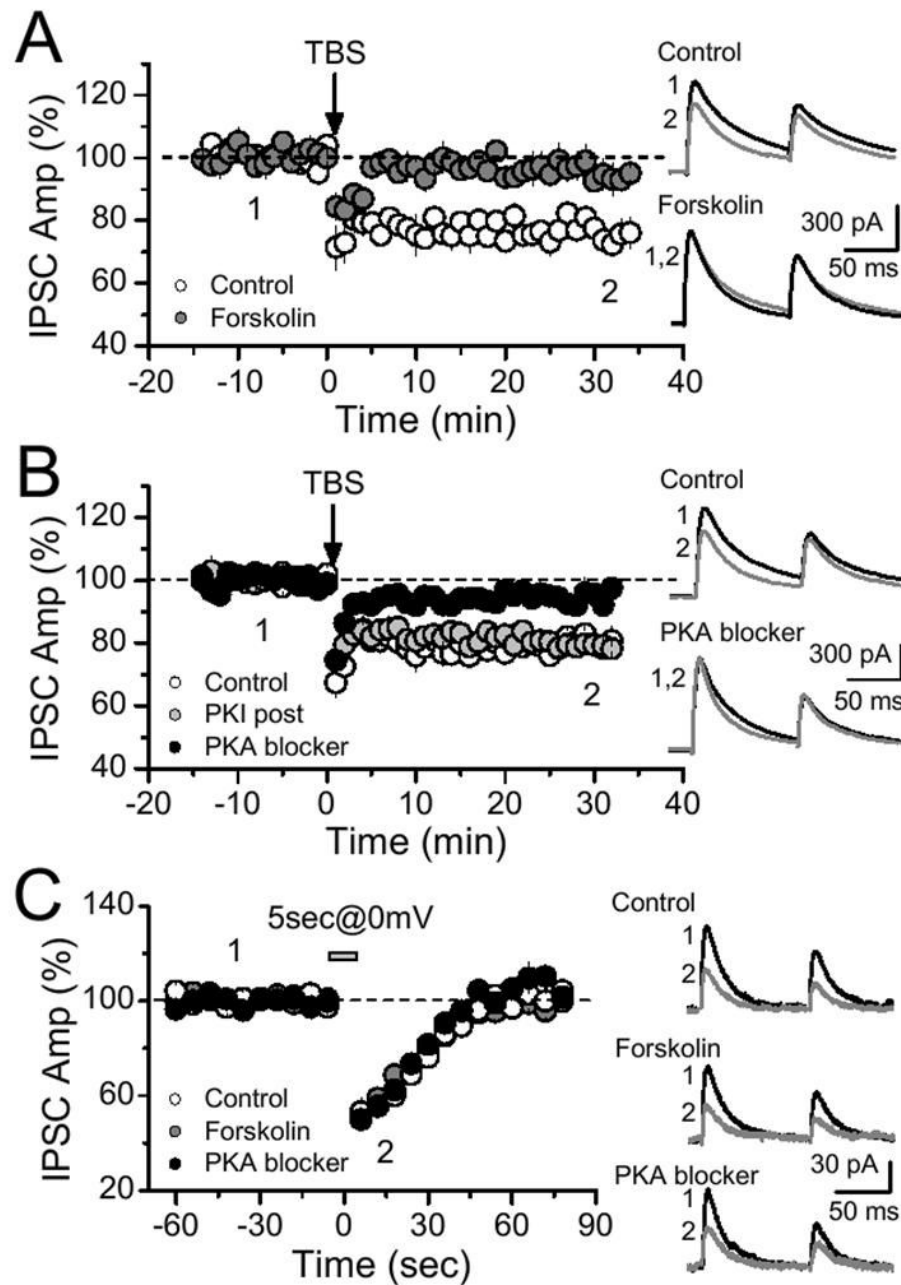 A
TBS
IPSC Amp (%)
120
100
80
60
40
1
2
Control
Forskolin
-20 -10 0 10 20 30 40
Time (min)
Control
1
2
Forskolin
1,2
300 pA
50 ms
B
TBS
IPSC Amp (%)
120
100
80
60
40
1
2
Control
PKI post
PKA blocker
-20 -10 0 10 20 30 40
Time (min)
Control
1
2
PKA blocker
1,2
300 pA
50 ms
C
5sec@0mV
IPSC Amp (%)
140
100
60
20
1
2
Control
Forskolin
PKA blocker
-60 -30 0 30 60 90
Time (sec)
Control
1
2
Forskolin
1
2
PKA blocker
1
2
30 pA
50 ms